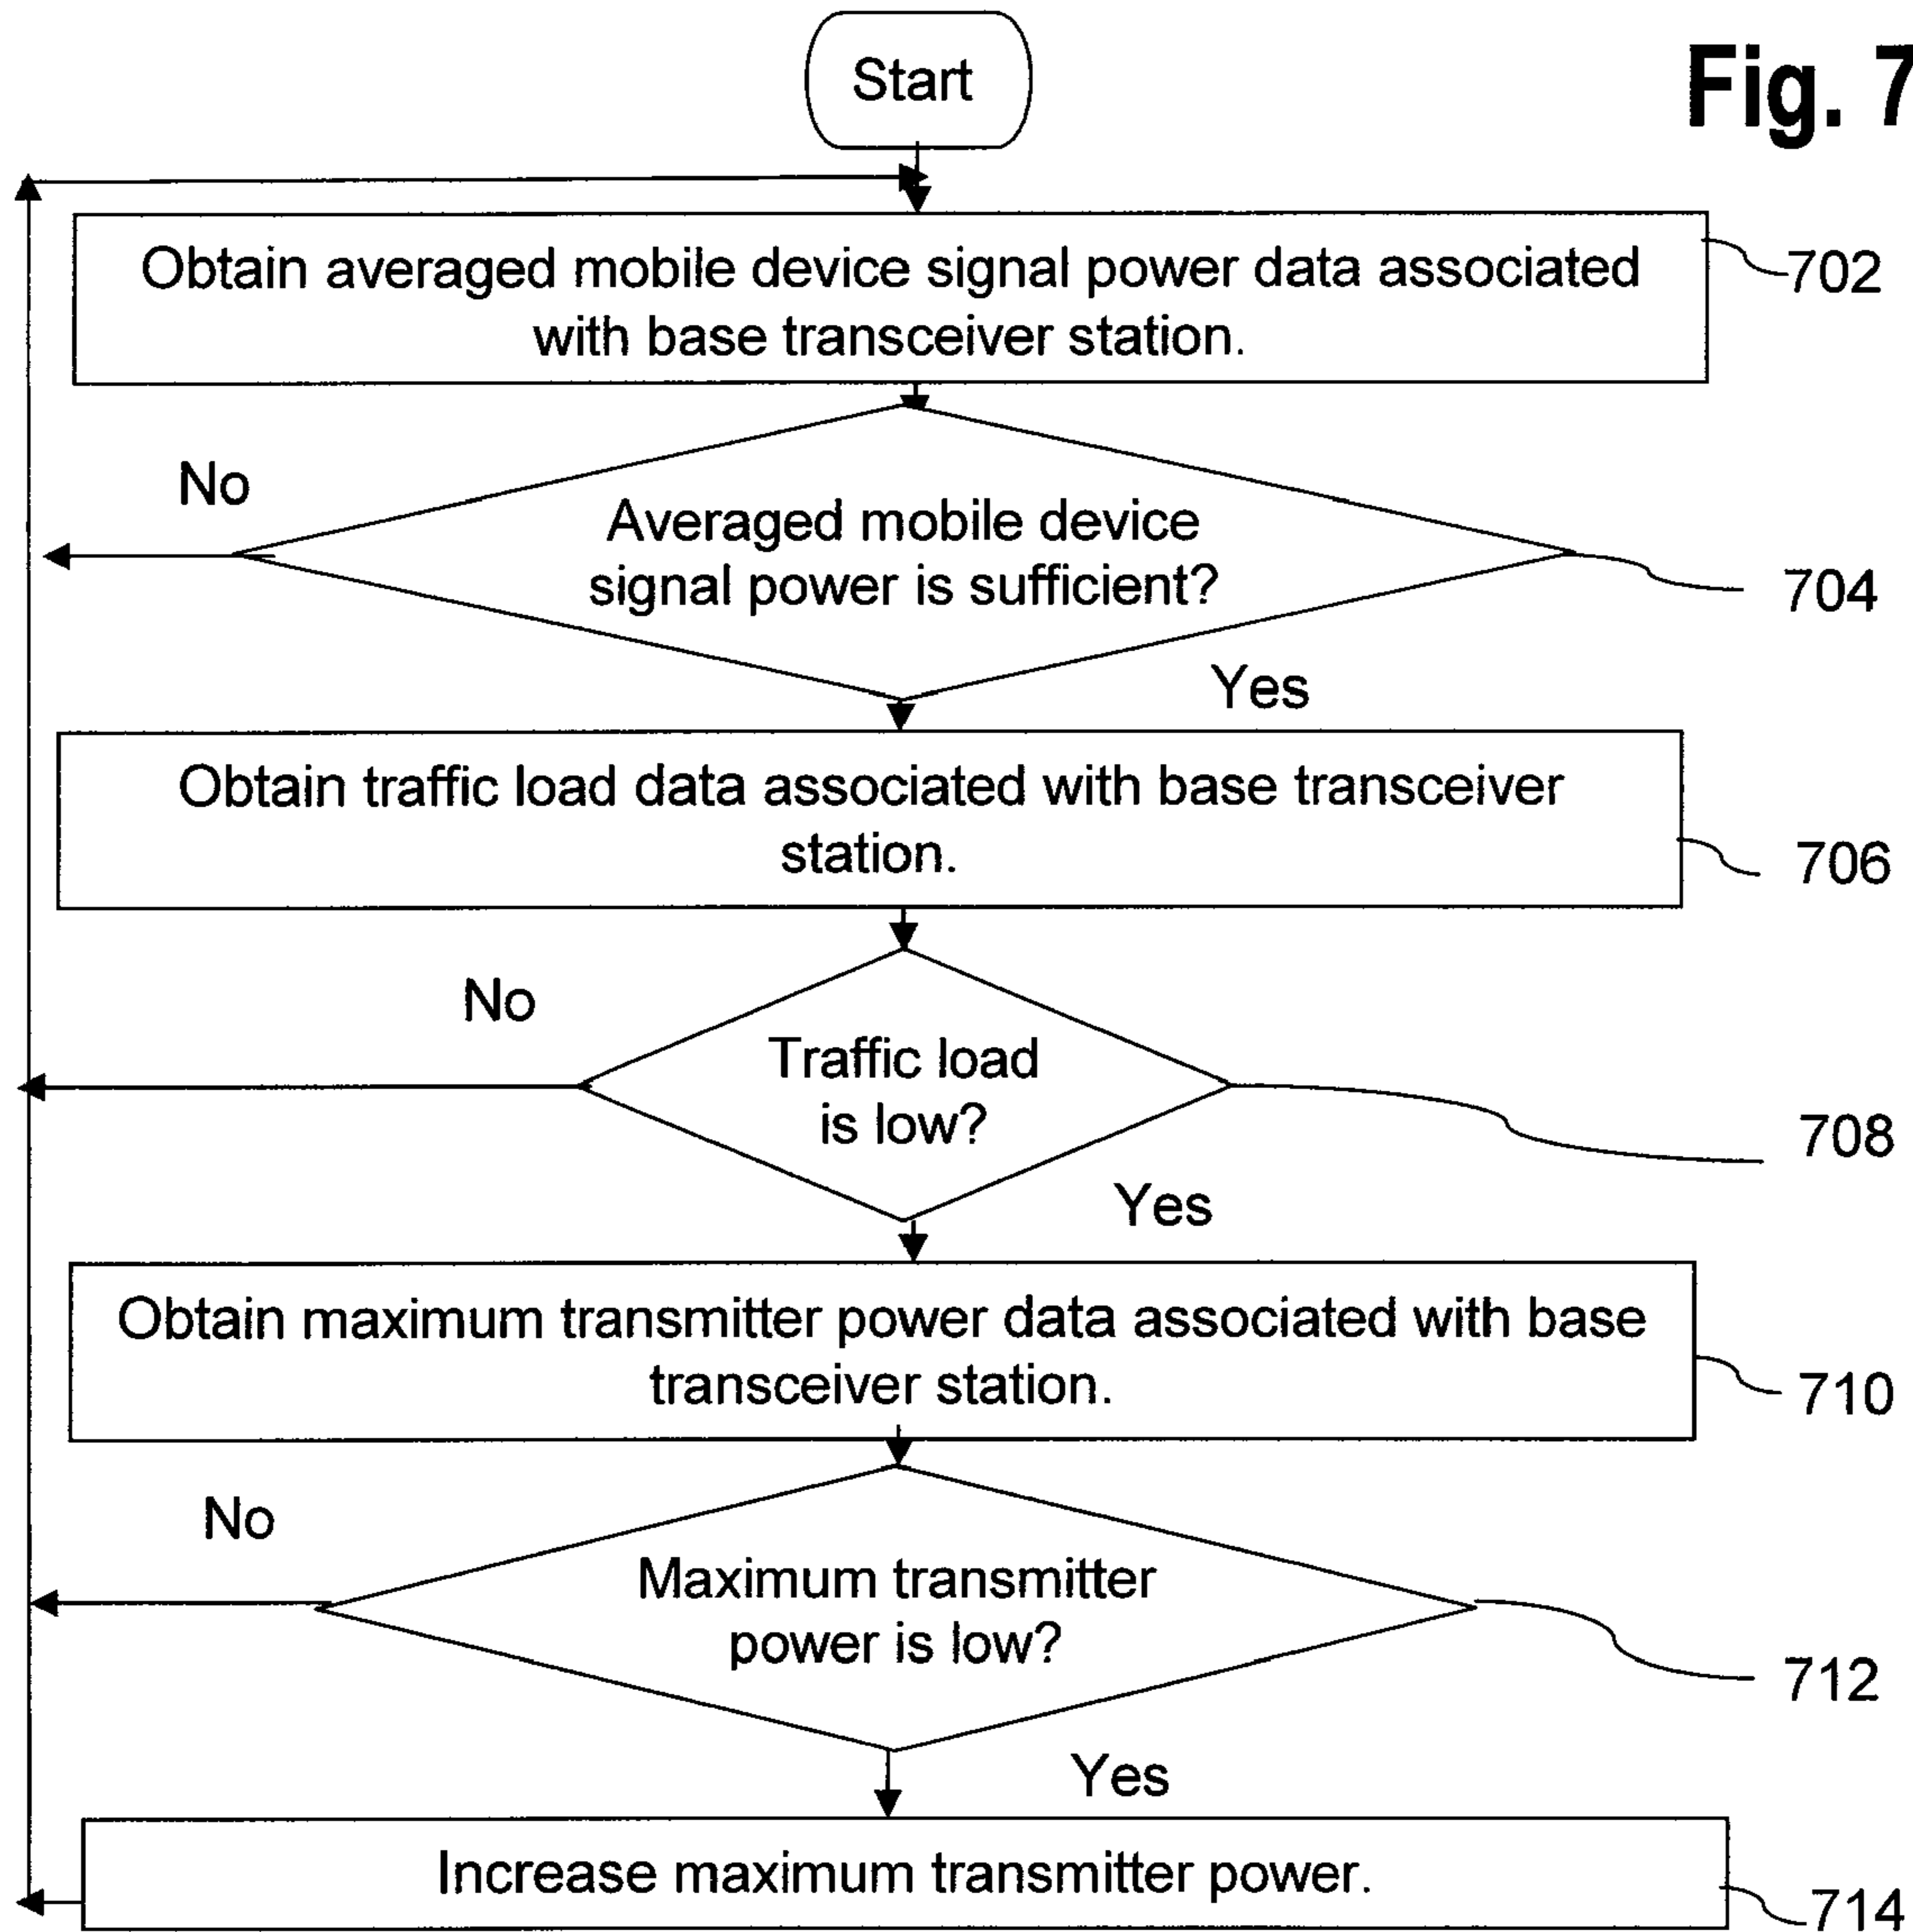 Start
Fig. 7
Obtain averaged mobile device signal power data associated
with base transceiver station.
702
No
Averaged mobile device
signal power is sufficient?
704
Yes
Obtain traffic load data associated with base transceiver
station.
706
No
Traffic load
is low?
708
Yes
Obtain maximum transmitter power data associated with base
transceiver station.
710
No
Maximum transmitter
power is low?
712
Yes
Increase maximum transmitter power.
714